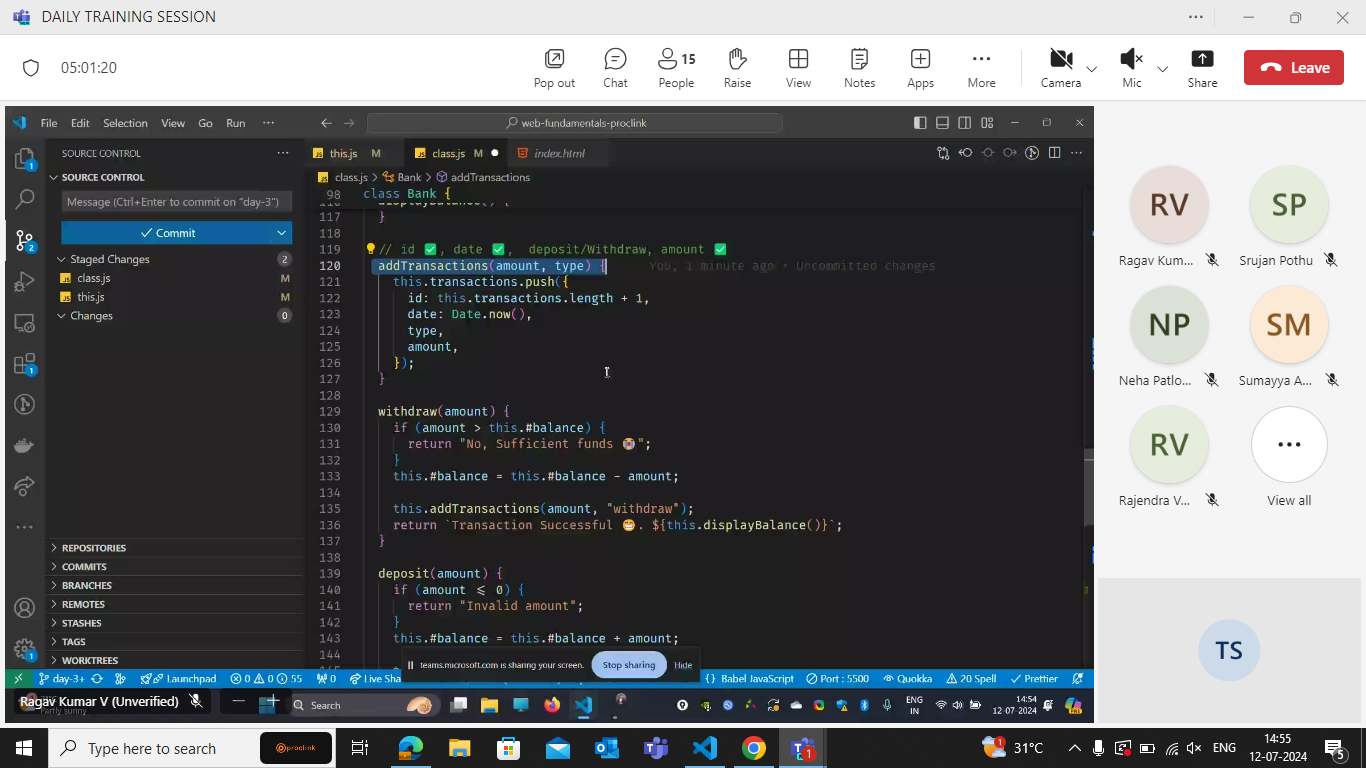 DAILY TRAINING SESSION
05:01:20
Pop out
Chat
15
People
Raise
View
Notes
Apps
More
Camera
Mic
Share
Leave
File Edit Selection View Go Run
web-fundamentals-proclink
SOURCE CONTROL
this.js M
class.js M
index.html
SOURCE CONTROL
class.js > Bank > addTransactions
Message (Ctrl+Enter to commit on "day-3")
Commit
Staged Changes 2
class.js M
this.js M
Changes 0
REPOSITORIES
COMMITS
BRANCHES
REMOTES
STASHES
TAGS
WORKTREES
98 class Bank {
117 }
118
119 // id ✅, date ✅, deposit/Withdraw, amount ✅
120 addTransactions(amount, type) { You, 1 minute ago • Uncommitted changes
121 this.transactions.push({
122 id: this.transactions.length + 1,
123 date: Date.now(),
124 type,
125 amount,
126 });
127 }
128
129 withdraw(amount) {
130 if (amount > this.#balance) {
131 return "No, Sufficient funds 😭";
132 }
133 this.#balance = this.#balance - amount;
134
135 this.addTransactions(amount, "withdraw");
136 return `Transaction Successful 😁. ${this.displayBalance()}`;
137 }
138
139 deposit(amount) {
140 if (amount ⩽ 0) {
141 return "Invalid amount";
142 }
143 this.#balance = this.#balance + amount;
144
teams.microsoft.com is sharing your screen. Stop sharing Hide
day-3+ Launchpad 0 0 55 0 Live Sha
{} Babel JavaScript Port : 5500 Quokka 20 Spell Prettier
Ragav Kumar V (Unverified)
Search
ENG
IN
14:54
12-07-2024
RV
Ragav Kum...
SP
Srujan Pothu
NP
Neha Patlo...
SM
Sumayya A...
RV
Rajendra V...
View all
TS
Type here to search
proclink
31°C
ENG
14:55
12-07-2024
5